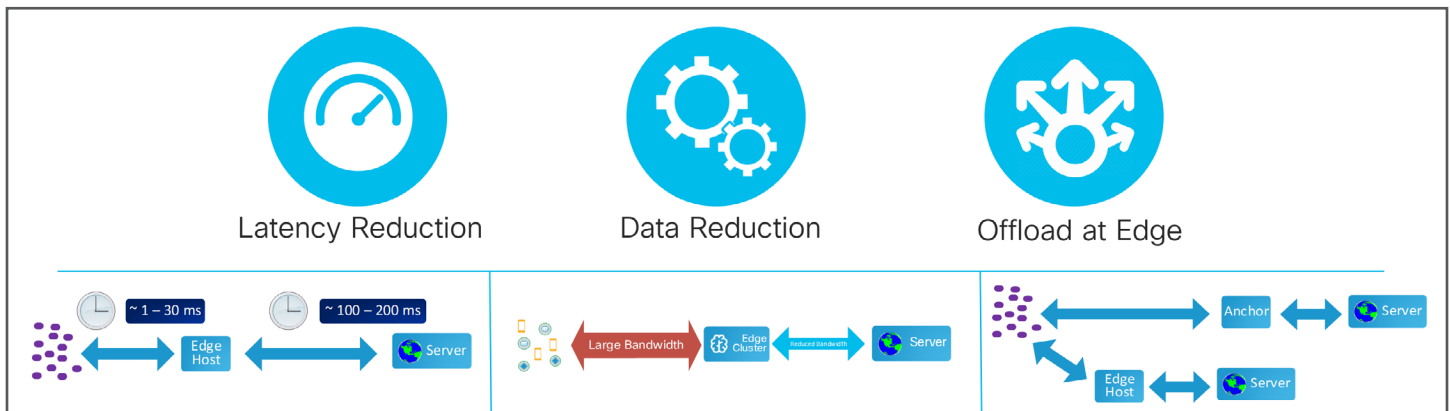 Latency Reduction
Data Reduction
Offload at Edge
~ 1 – 30 ms
~ 100 – 200 ms
Edge
Host
Server
Large Bandwidth
Edge
Cluster
Reduced Bandwidth
Server
Anchor
Server
Edge
Host
Server